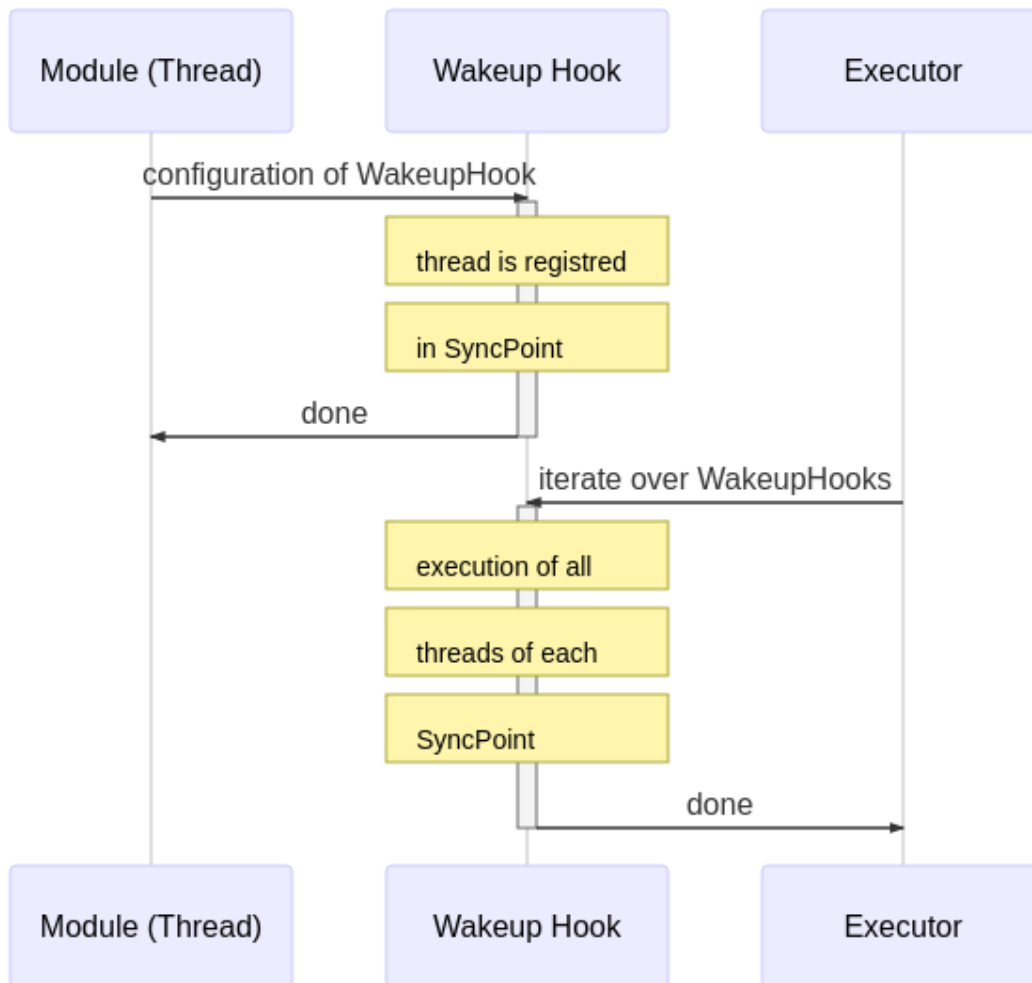 Module (Thread)
Wakeup Hook
Executor
configuration of WakeupHook
thread is registred
in SyncPoint
done
iterate over WakeupHooks
execution of all
threads of each
SyncPoint
done
Module (Thread)
Wakeup Hook
Executor